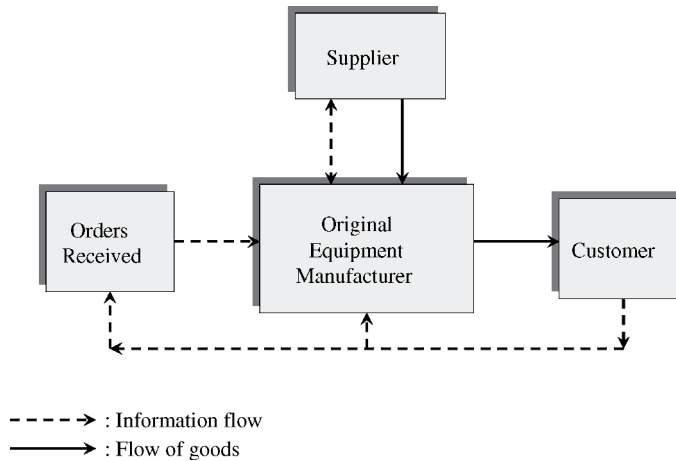 Supplier
Orders
Received
Original
Equipment
Manufacturer
Customer
: Information flow
: Flow of goods